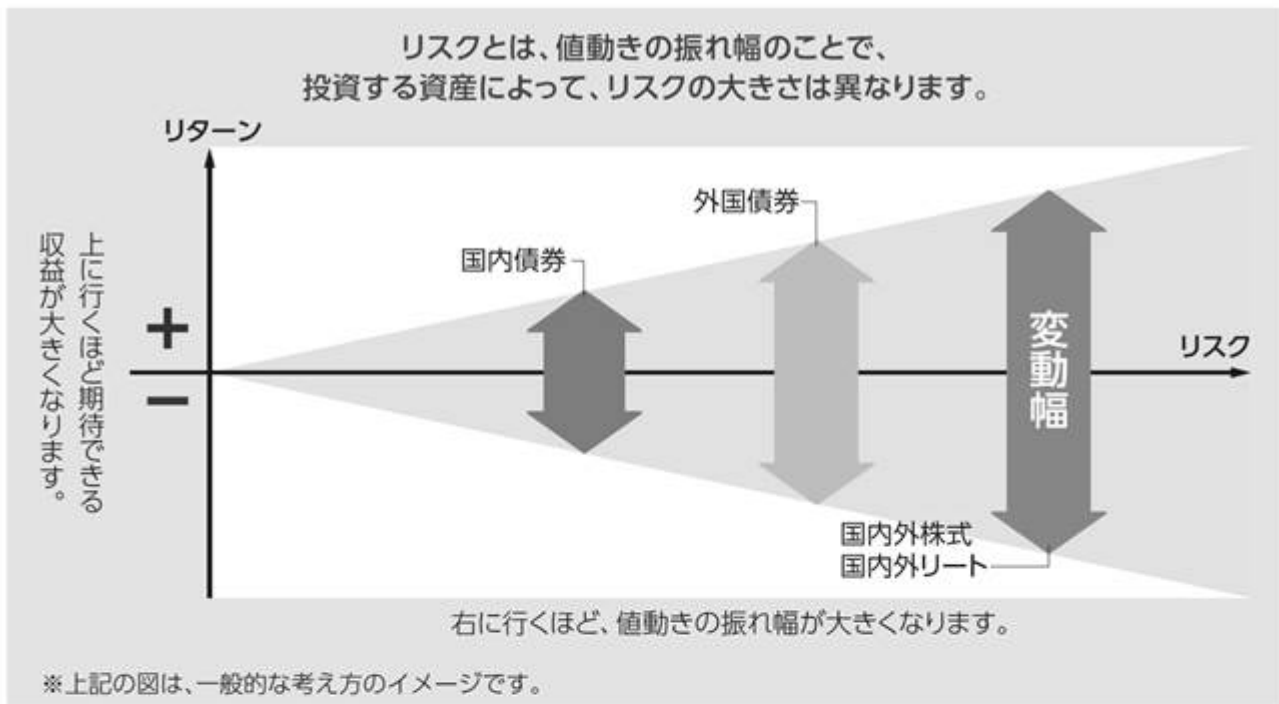 リスクとは、値動きの振れ幅のことで、
投資する資産によって、リスクの大きさは異なります。
リターン
外国債券
国内債券
上に行くほど期待できる
収益が大きくなります。
+
−
変動幅
リスク
国内外株式
国内外リート
右に行くほど、値動きの振れ幅が大きくなります。
※上記の図は、一般的な考え方のイメージです。